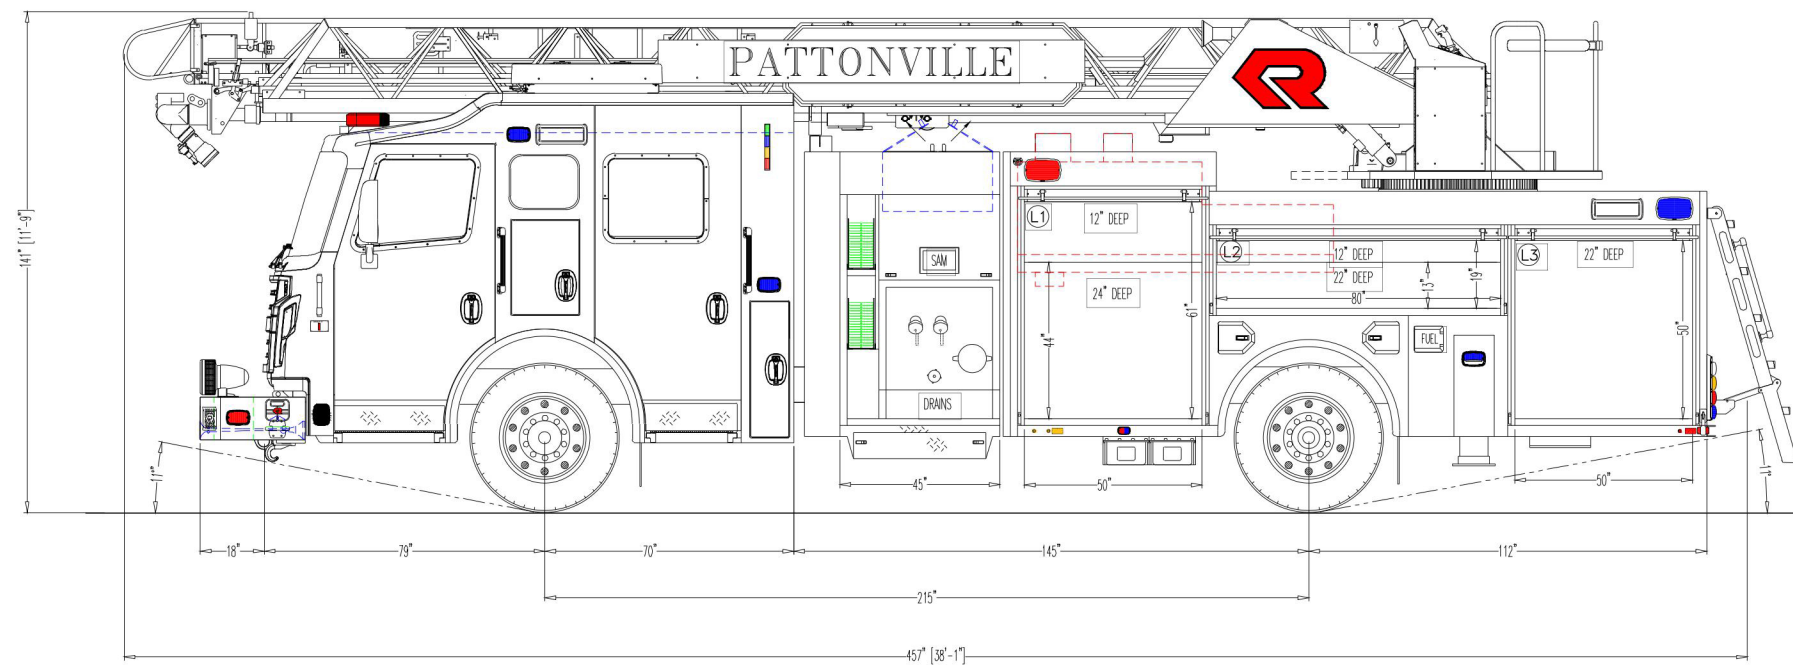 PATTONVILLE
141" [11'-9"]
L1
12" DEEP
24" DEEP
61"
44"
SAM
DRAINS
L2
12" DEEP
22" DEEP
80"
13"
19"
L3
22" DEEP
50"
FUEL
11"
11°
45"
50"
50"
18"
79"
70"
145"
112"
215"
457" [38'-1"]